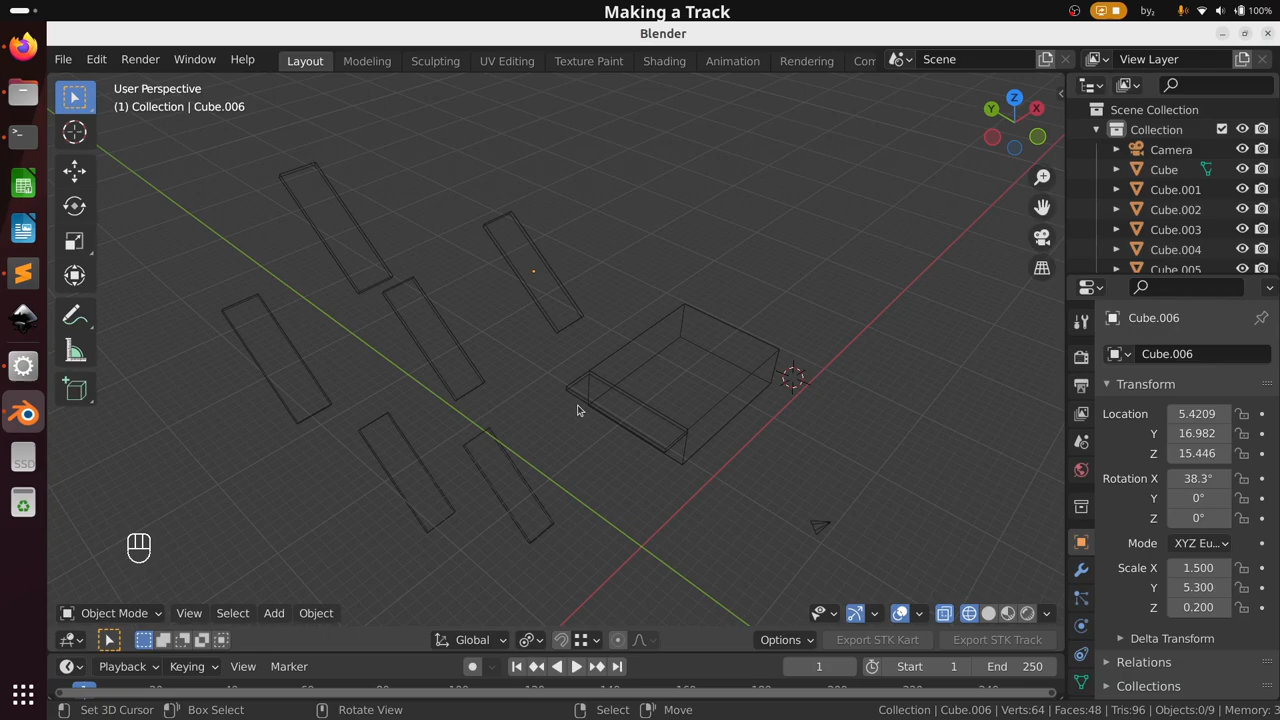 Making a Track
by₂
100%
Blender
File Edit Render Window Help
Layout Modeling Sculpting UV Editing Texture Paint Shading Animation Rendering Com
Scene
View Layer
User Perspective
(1) Collection | Cube.006
Z
Y
X
Scene Collection
Collection
Camera
Cube
Cube.001
Cube.002
Cube.003
Cube.004
Cube.005
Cube.006
Cube.006
Transform
Location 5.4209
Y 16.982
Z 15.446
Rotation X 38.3°
Y 0°
Z 0°
Mode XYZ Eu...
Scale X 1.500
Y 5.300
Z 0.200
Delta Transform
Relations
Collections
SSD
Object Mode View Select Add Object
Global
Options Export STK Kart Export STK Track
Playback Keying View Marker
1 Start 1 End 250
Set 3D Cursor Box Select Rotate View Select Move Collection | Cube.006 Verts:64 Faces:48 Tris:96 Objects:0/9 Memory: 3